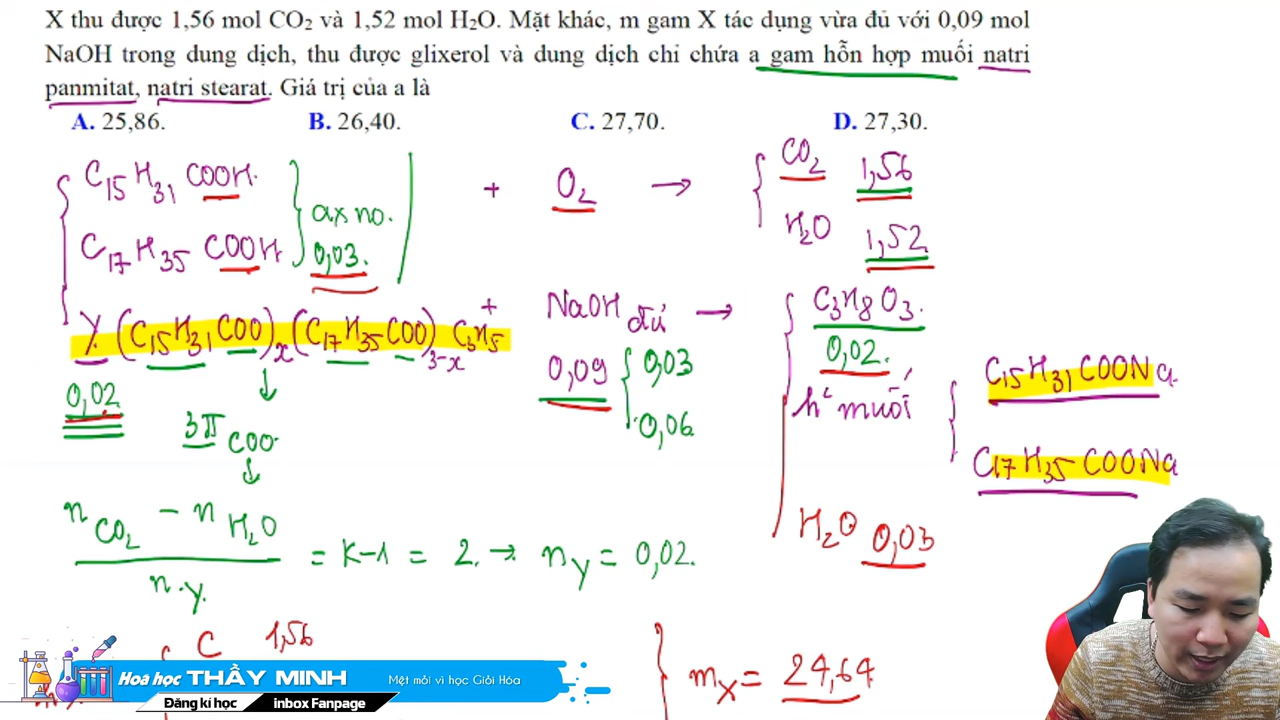 X thu được 1,56 mol CO₂ và 1,52 mol H₂O. Mặt khác, m gam X tác dụng vừa đủ với 0,09 mol
NaOH trong dung dịch, thu được glixerol và dung dịch chỉ chứa a gam hỗn hợp muối natri
panmitat, natri stearat. Giá trị của a là
A. 25,86. B. 26,40. C. 27,70. D. 27,30.
C₁₅H₃₁COOH
C₁₇H₃₅COOH
ax no.
0,03.
+ O₂ →
CO₂ 1,56
H₂O 1,52
Y (C₁₅H₃₁COO)ₓ(C₁₇H₃₅COO)₃₋ₓC₃H₅
0,02
+
NaOH đủ →
0,09
0,03
0,06
C₃H₈O₃.
0,02.
h² muối
C₁₅H₃₁COONa
C₁₇H₃₅COONa
H₂O 0,03
↓
3π COO
↓
n CO₂ − n H₂O
n Y
= K−1 = 2 → n Y = 0,02.
C 1,56
m X = 24,64
Hoá học THẦY MINH
Mệt mỏi vì học Giỏi Hóa
Đăng kí học inbox Fanpage